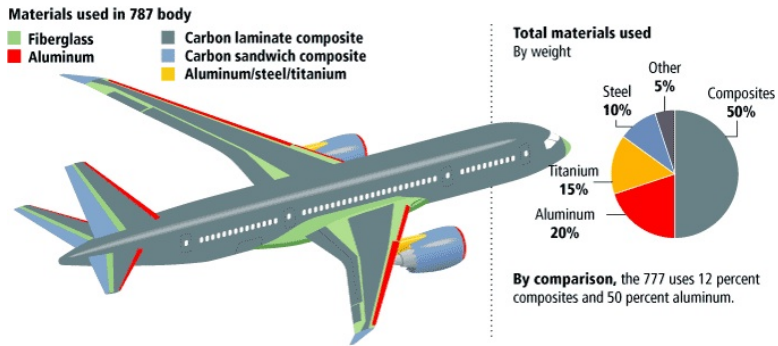 Materials used in 787 body
Fiberglass
Aluminum
Carbon laminate composite
Carbon sandwich composite
Aluminum/steel/titanium
Total materials used
By weight
Other
5%
Steel
10%
Composites
50%
Titanium
15%
Aluminum
20%
By comparison, the 777 uses 12 percent
composites and 50 percent aluminum.